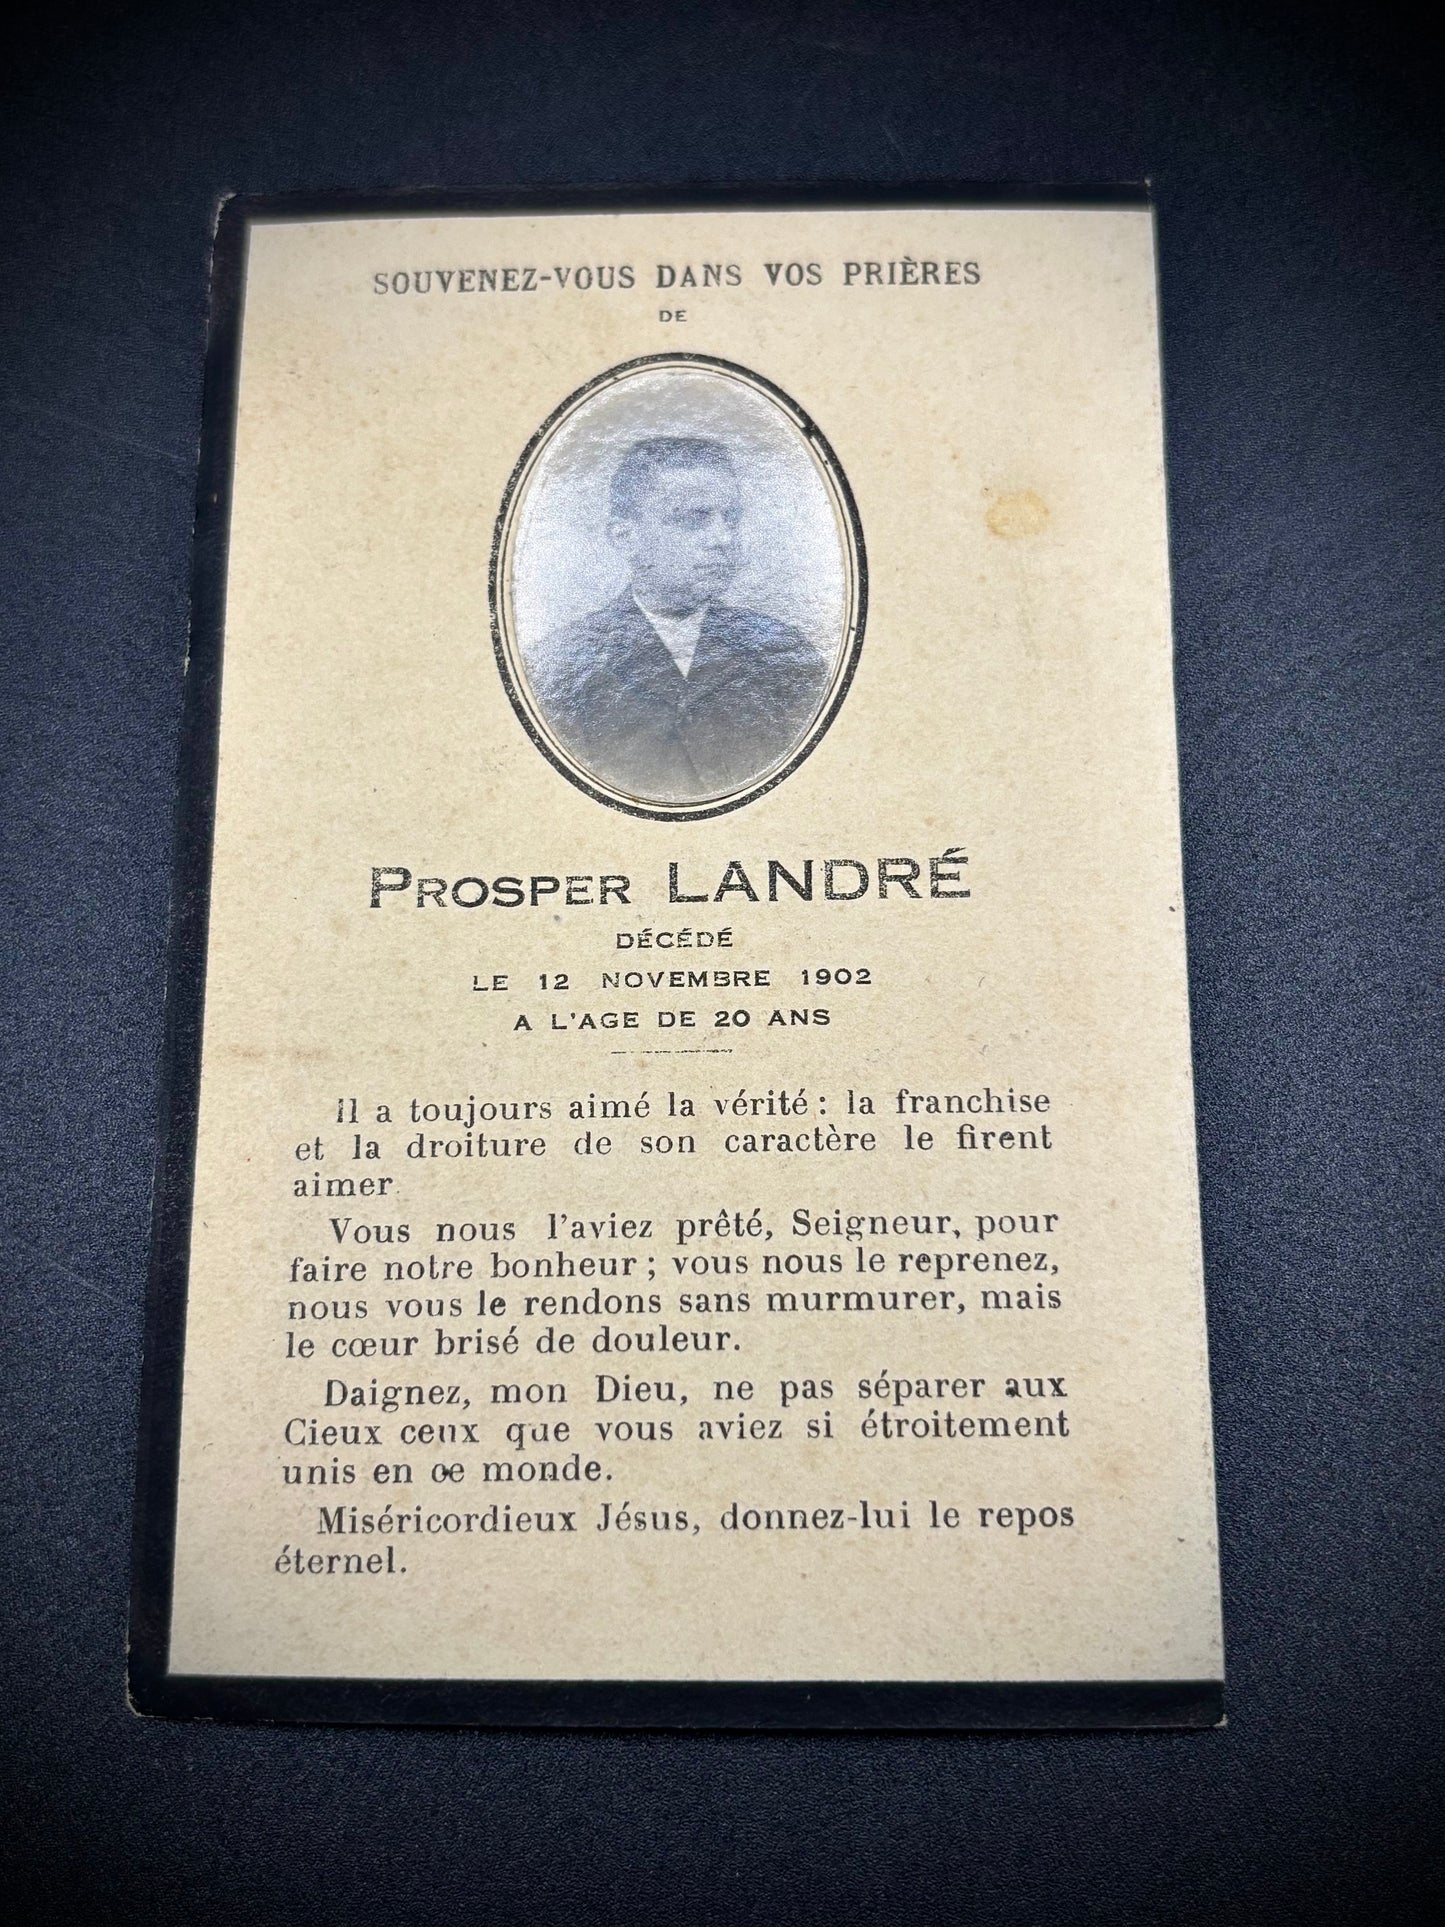 SOUVENEZ-VOUS DANS VOS PRIÈRES
DE
PROSPER LANDRÉ
DÉCÉDÉ
LE 12 NOVEMBRE 1902
A L'AGE DE 20 ANS
Il a toujours aimé la vérité : la franchise
et la droiture de son caractère le firent
aimer.
Vous nous l'aviez prêté, Seigneur, pour
faire notre bonheur ; vous nous le reprenez,
nous vous le rendons sans murmurer, mais
le cœur brisé de douleur.
Daignez, mon Dieu, ne pas séparer aux
Cieux ceux que vous aviez si étroitement
unis en ce monde.
Miséricordieux Jésus, donnez-lui le repos
éternel.